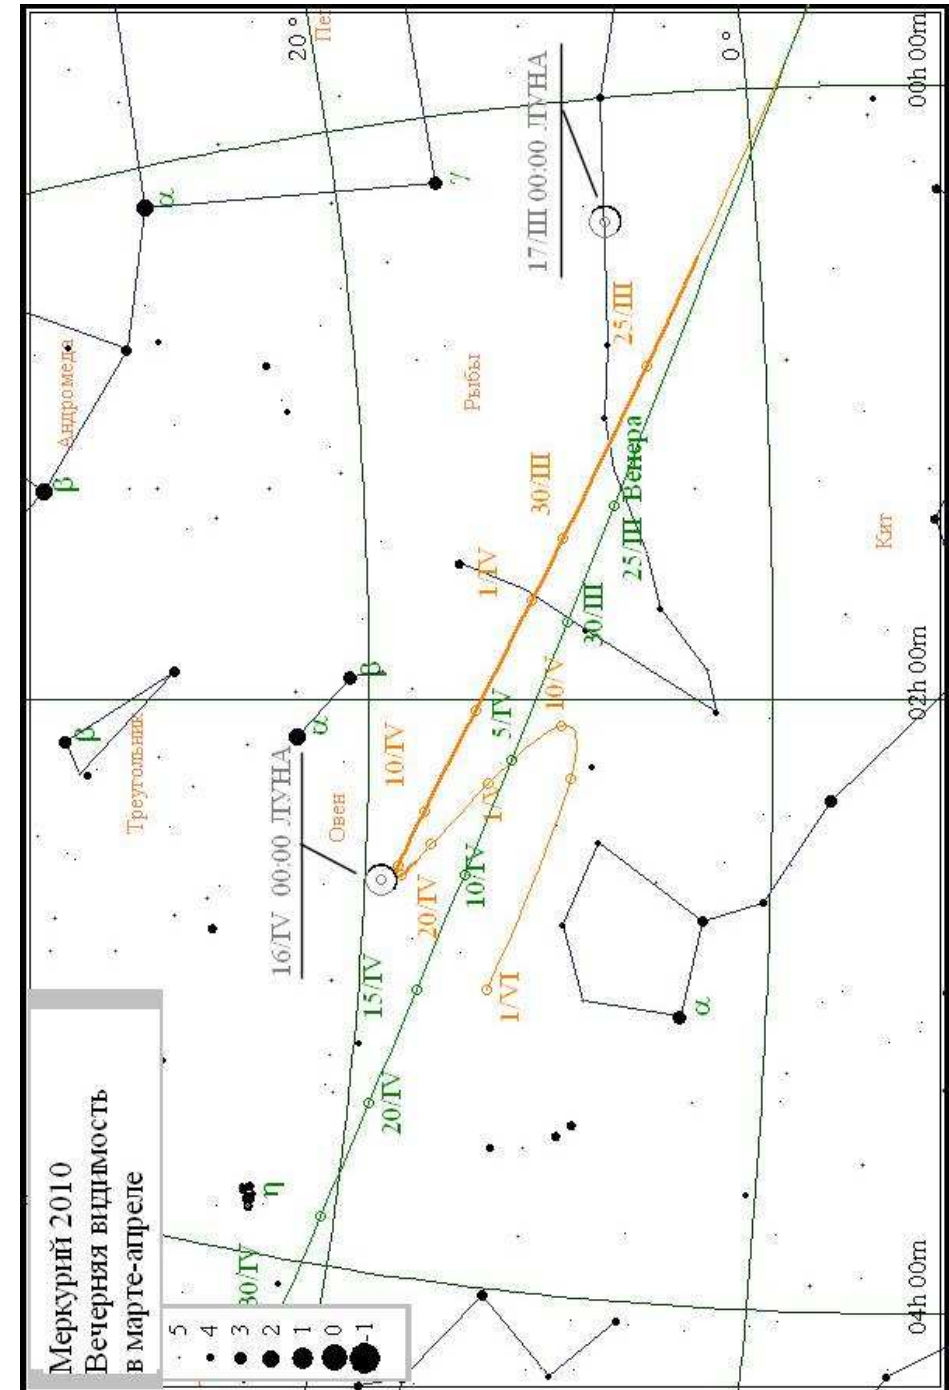 Меркурий 2010
Вечерняя видимость
в марте-апреле
5
4
3
2
1
0
-1
20°
0°
00h 00m
02h 00m
04h 00m
Пе
α
γ
17/III 00:00 ЛУНА
Андромеда
β
Рыбы
25/III
30/III
1/IV
25/III Венера
30/III
Кит
β
Треугольник
β
α
Овен
10/IV
5/IV
10/V
1/V
16/IV 00:00 ЛУНА
20/IV
10/IV
15/IV
1/VI
α
20/IV
η
30/IV